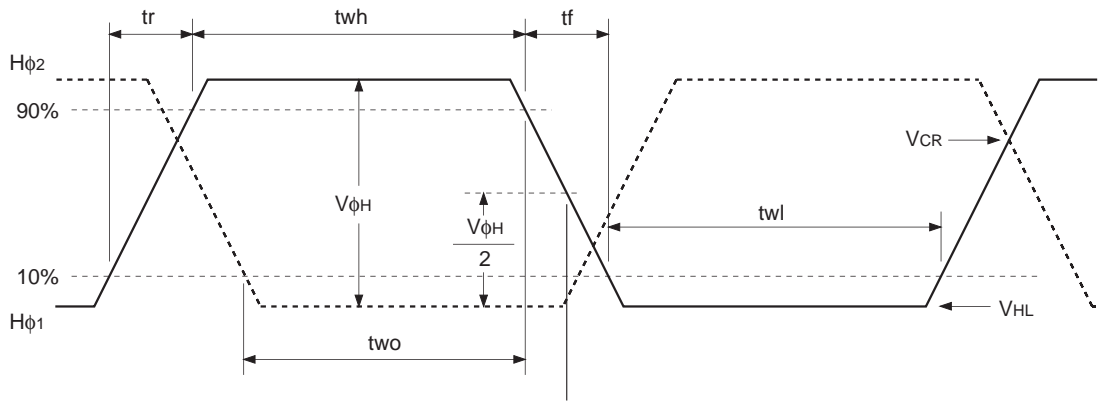 tr
twh
tf
Hϕ2
90%
VCR
VϕH
VϕH
2
twl
10%
Hϕ1
VHL
two